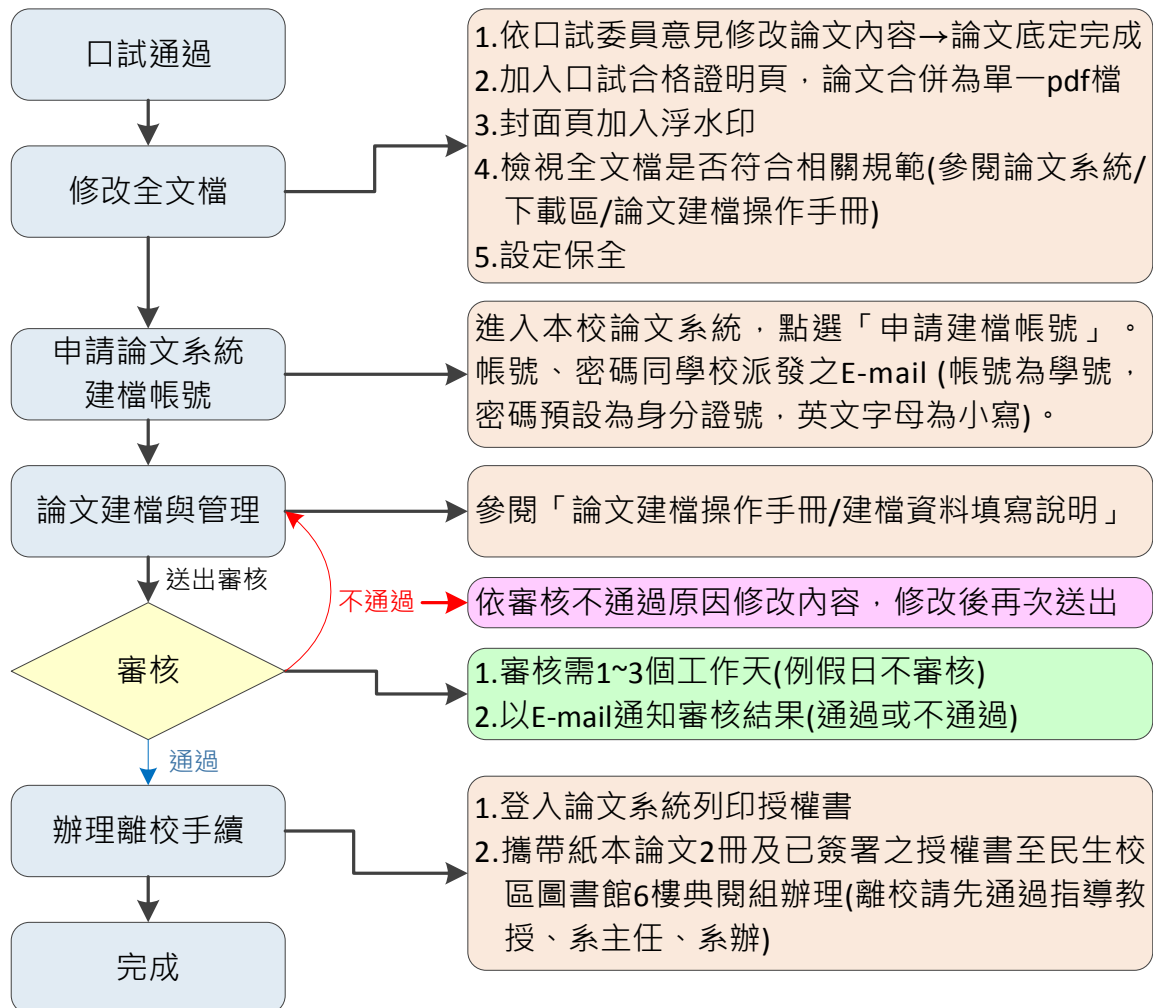 口試通過
1.依口試委員意見修改論文內容→論文底定完成
2.加入口試合格證明頁，論文合併為單一pdf檔
3.封面頁加入浮水印
4.檢視全文檔是否符合相關規範(參閱論文系統/
下載區/論文建檔操作手冊)
5.設定保全
修改全文檔
申請論文系統
建檔帳號
進入本校論文系統，點選「申請建檔帳號」。
帳號、密碼同學校派發之E-mail (帳號為學號，
密碼預設為身分證號，英文字母為小寫)。
論文建檔與管理
參閱「論文建檔操作手冊/建檔資料填寫說明」
送出審核
不通過
依審核不通過原因修改內容，修改後再次送出
審核
1.審核需1~3個工作天(例假日不審核)
2.以E-mail通知審核結果(通過或不通過)
通過
辦理離校手續
1.登入論文系統列印授權書
2.攜帶紙本論文2冊及已簽署之授權書至民生校
區圖書館6樓典閱組辦理(離校請先通過指導教
授、系主任、系辦)
完成